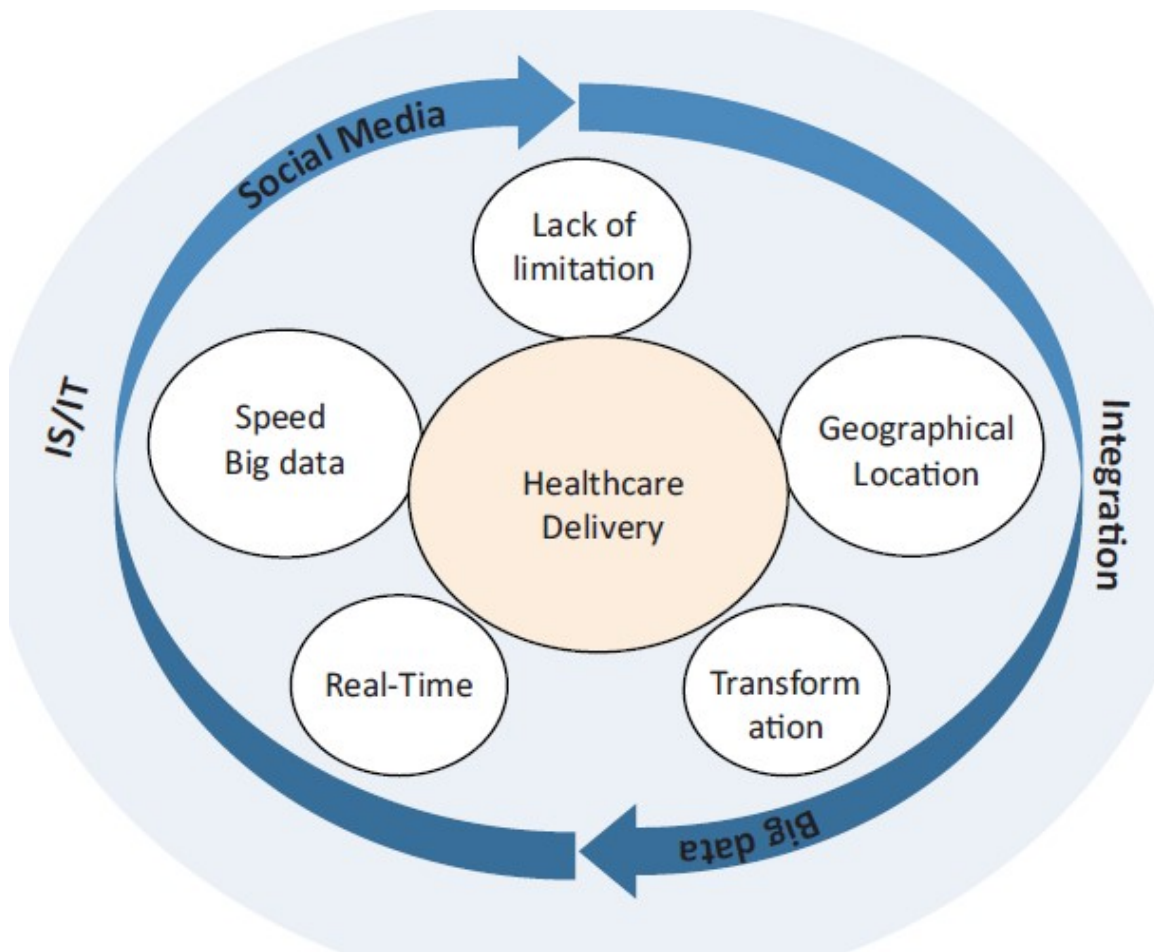 Social Media
Lack of
limitation
IS/IT
Speed
Big data
Healthcare
Delivery
Geographical
Location
Integration
Real-Time
Transform
ation
Big data